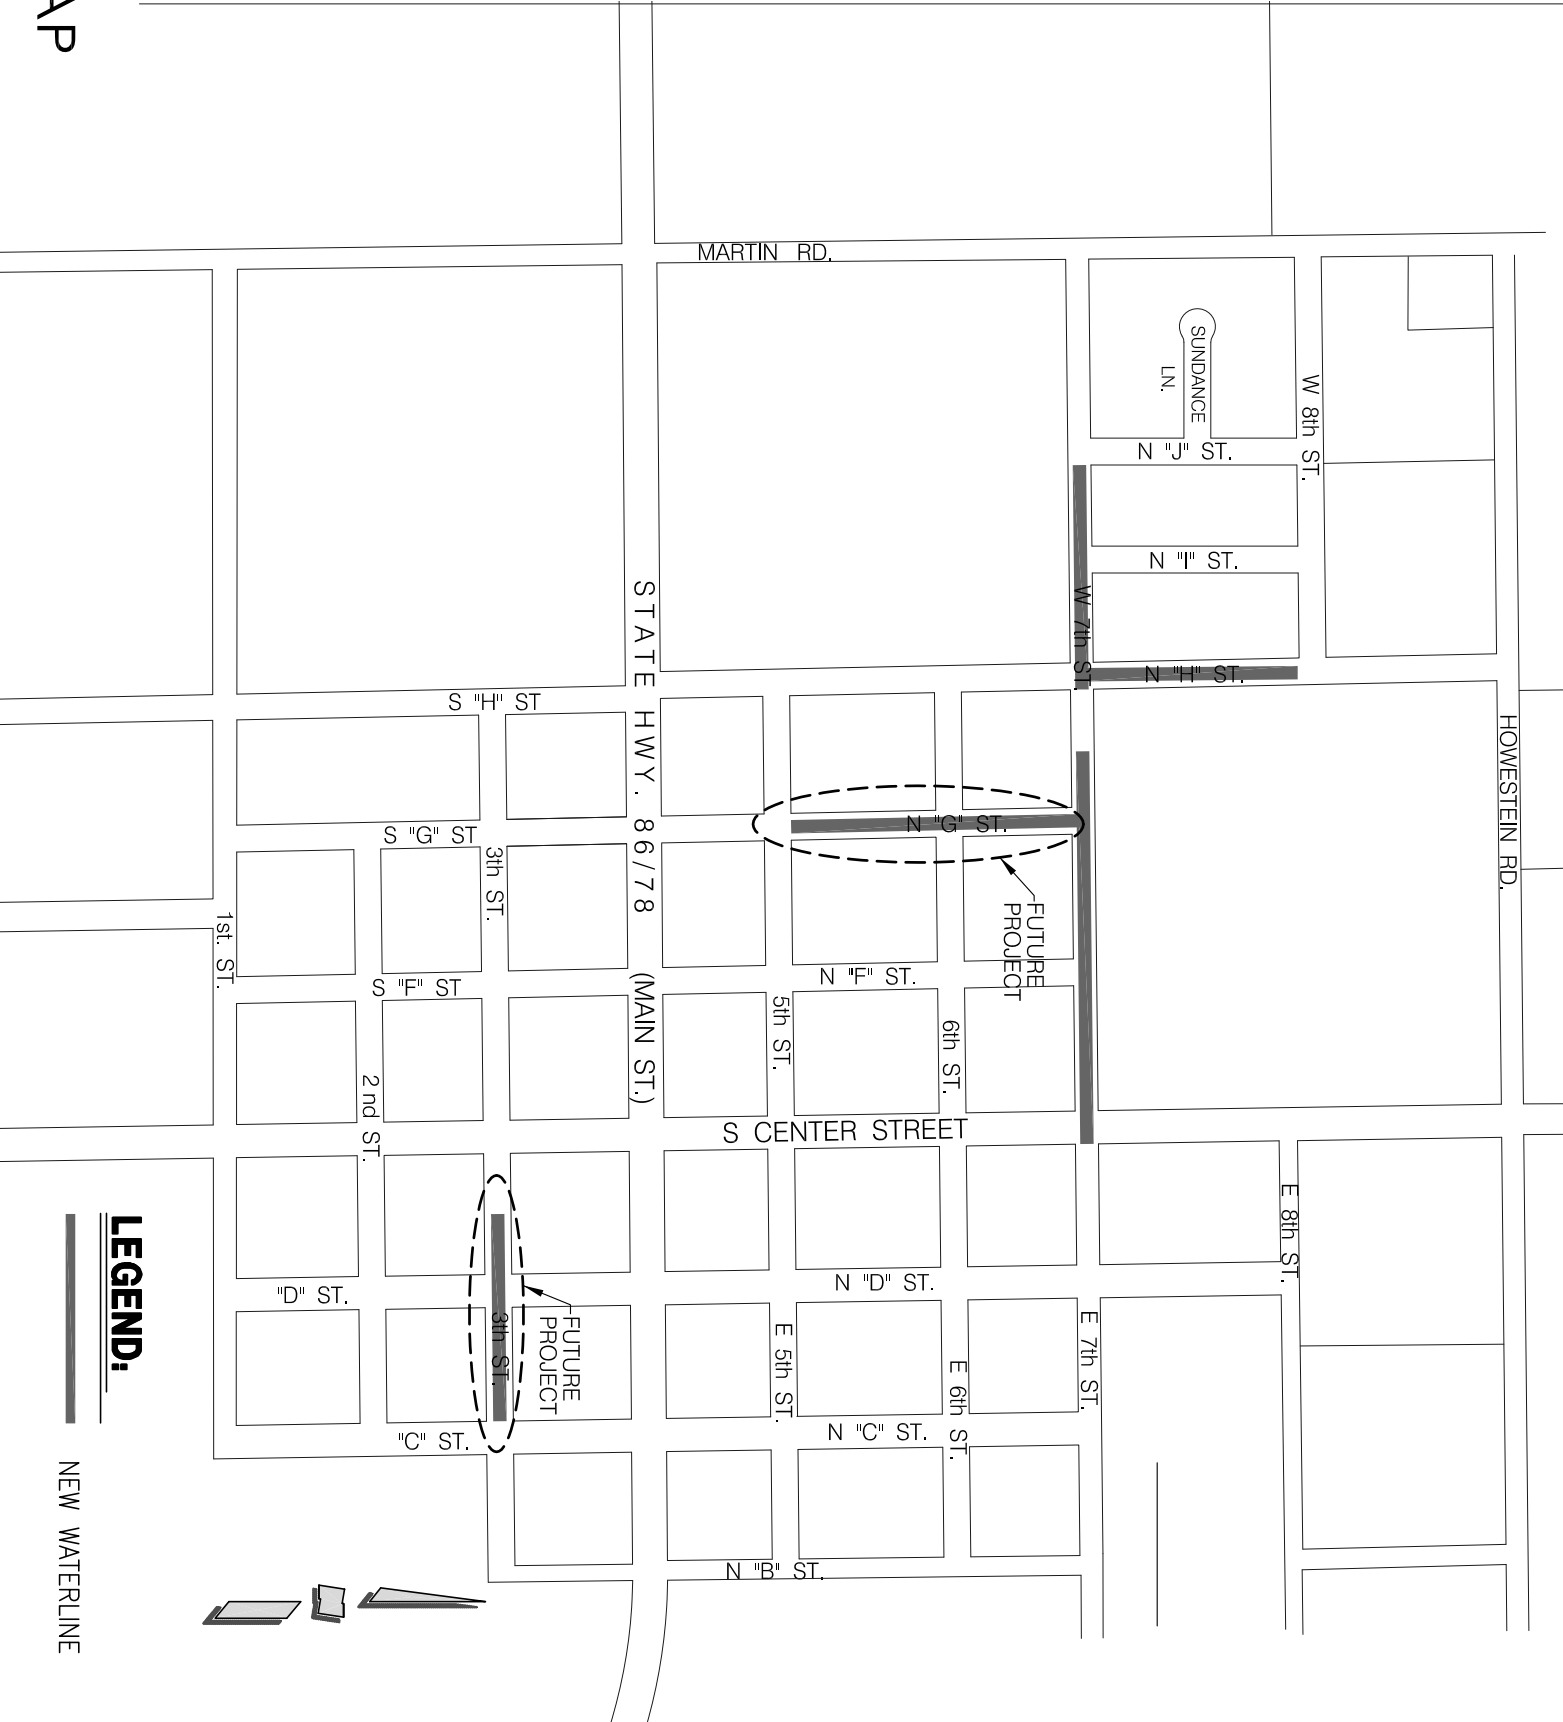 AP
MARTIN RD.
SUNDANCE
LN.
W 8th ST.
N "J" ST.
N "I" ST.
W 7th ST.
N "H" ST.
STATE HWY. 86/78 (MAIN ST.)
S "H" ST
HOWESTEIN RD.
N "G" ST.
S "G" ST
3th ST.
FUTURE
PROJECT
1st. ST.
S "F" ST
N "F" ST.
5th ST.
6th ST.
2nd ST.
S CENTER STREET
E 8th ST.
"D" ST.
N "D" ST.
3th ST.
FUTURE
PROJECT
E 5th ST.
E 6th ST.
E 7th ST.
"C" ST.
N "C" ST.
N "B" ST.
LEGEND:
NEW WATERLINE